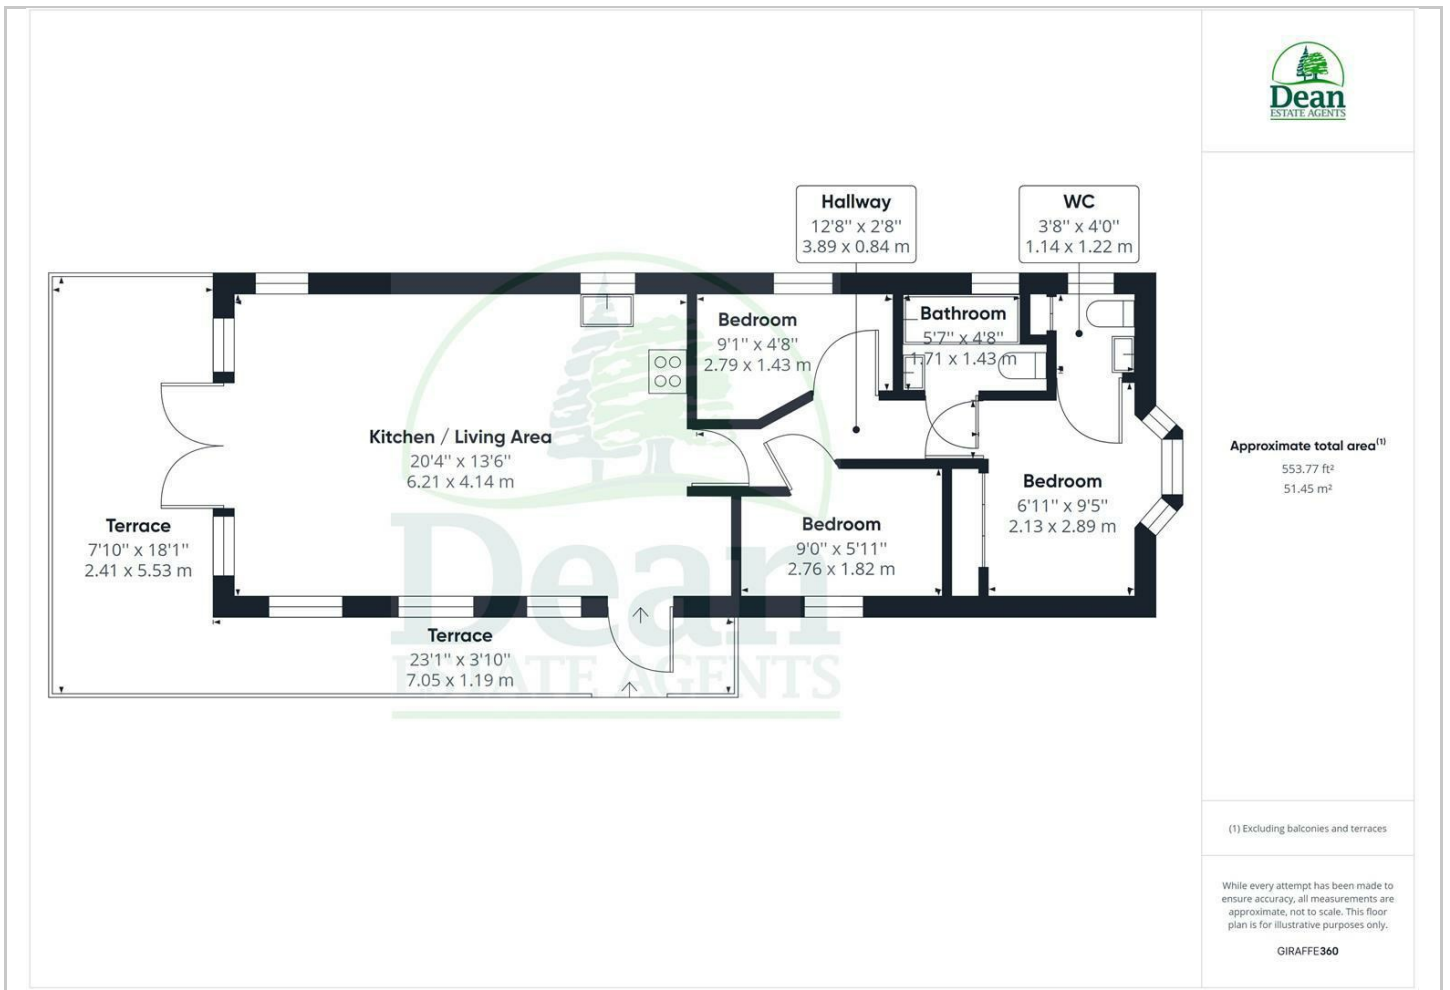 Dean
ESTATE AGENTS
Hallway
12'8" x 2'8"
3.89 x 0.84 m
WC
3'8" x 4'0"
1.14 x 1.22 m
Bedroom
9'1" x 4'8"
2.79 x 1.43 m
Bathroom
5'7" x 4'8"
1.71 x 1.43 m
Kitchen / Living Area
20'4" x 13'6"
6.21 x 4.14 m
Bedroom
6'11" x 9'5"
2.13 x 2.89 m
Terrace
7'10" x 18'1"
2.41 x 5.53 m
Bedroom
9'0" x 5'11"
2.76 x 1.82 m
Terrace
23'1" x 3'10"
7.05 x 1.19 m
Dean
ESTATE AGENTS
Approximate total area(1)
553.77 ft²
51.45 m²
(1) Excluding balconies and terraces
While every attempt has been made to
ensure accuracy, all measurements are
approximate, not to scale. This floor
plan is for illustrative purposes only.
GIRAFFE360